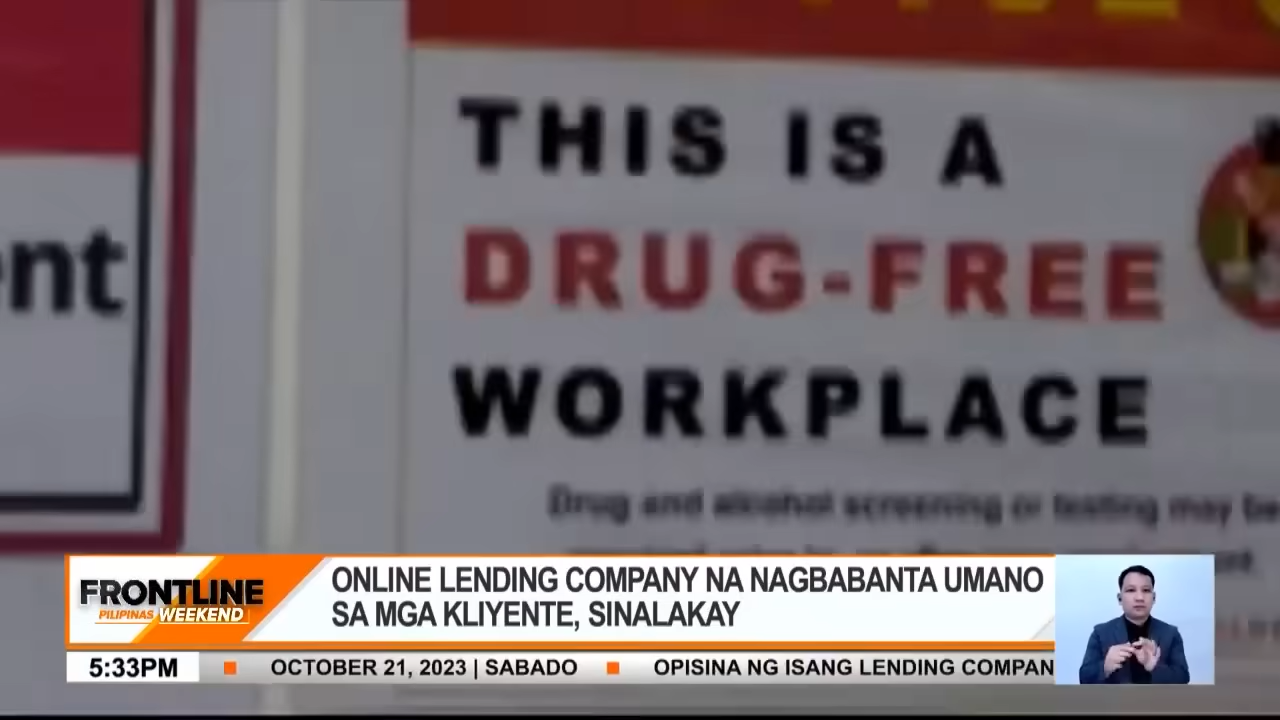 ent
THIS IS A
DRUG-FREE
WORKPLACE
Drug and alcohol screening or testing may be
FRONTLINE
PILIPINAS WEEKEND
ONLINE LENDING COMPANY NA NAGBABANTA UMANO
SA MGA KLIYENTE, SINALAKAY
5:33PM
OCTOBER 21, 2023 | SABADO
OPISINA NG ISANG LENDING COMPAN